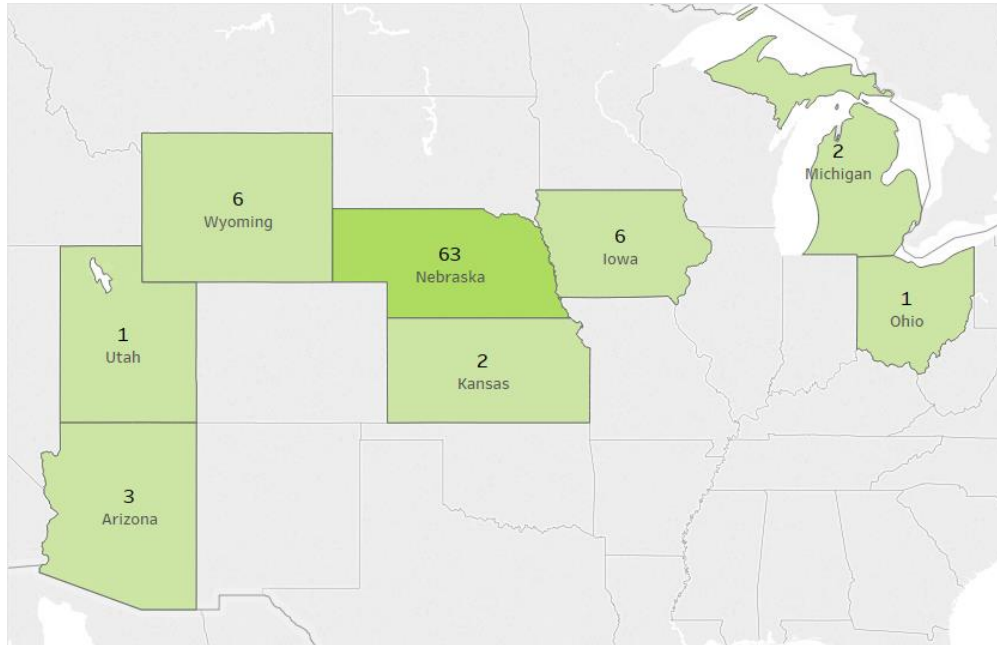 2
Michigan
6
Wyoming
6
Iowa
63
Nebraska
1
Ohio
1
Utah
2
Kansas
3
Arizona